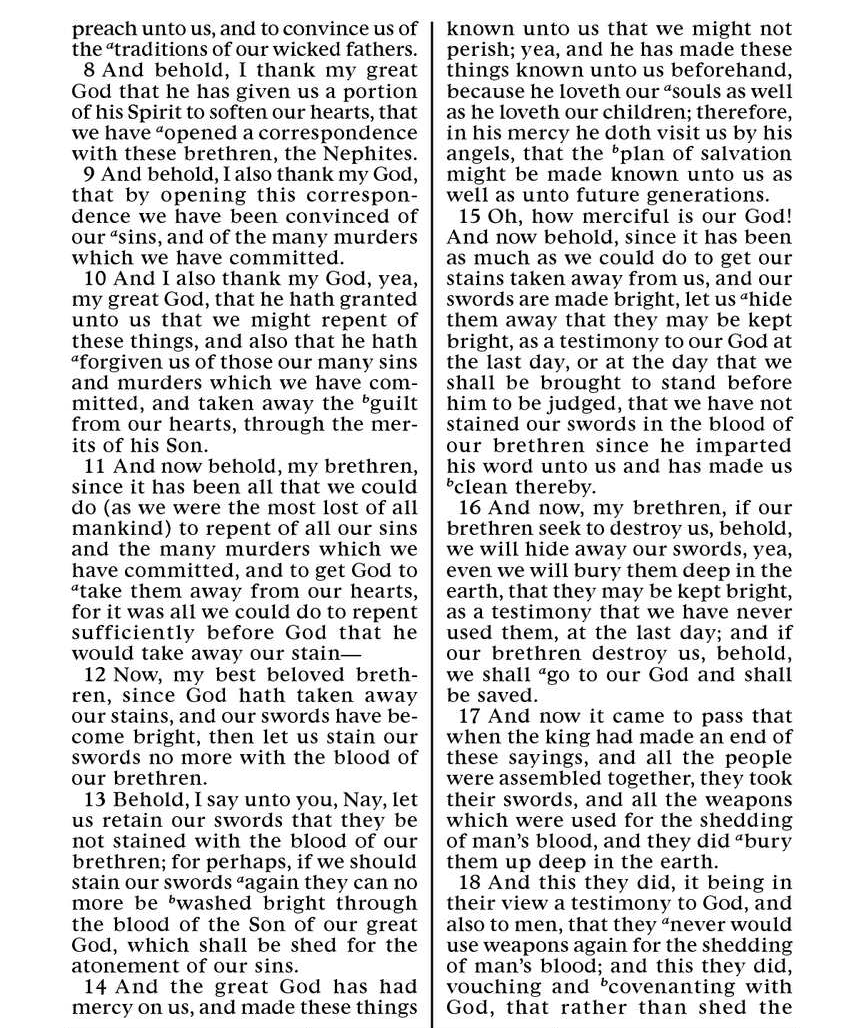 preach unto us, and to convince us of
the ᵃtraditions of our wicked fathers.
8 And behold, I thank my great
God that he has given us a portion
of his Spirit to soften our hearts, that
we have ᵃopened a correspondence
with these brethren, the Nephites.
9 And behold, I also thank my God,
that by opening this correspon-
dence we have been convinced of
our ᵃsins, and of the many murders
which we have committed.
10 And I also thank my God, yea,
my great God, that he hath granted
unto us that we might repent of
these things, and also that he hath
ᵃforgiven us of those our many sins
and murders which we have com-
mitted, and taken away the ᵇguilt
from our hearts, through the mer-
its of his Son.
11 And now behold, my brethren,
since it has been all that we could
do (as we were the most lost of all
mankind) to repent of all our sins
and the many murders which we
have committed, and to get God to
ᵃtake them away from our hearts,
for it was all we could do to repent
sufficiently before God that he
would take away our stain—
12 Now, my best beloved breth-
ren, since God hath taken away
our stains, and our swords have be-
come bright, then let us stain our
swords no more with the blood of
our brethren.
13 Behold, I say unto you, Nay, let
us retain our swords that they be
not stained with the blood of our
brethren; for perhaps, if we should
stain our swords ᵃagain they can no
more be ᵇwashed bright through
the blood of the Son of our great
God, which shall be shed for the
atonement of our sins.
14 And the great God has had
mercy on us, and made these things
known unto us that we might not
perish; yea, and he has made these
things known unto us beforehand,
because he loveth our ᵃsouls as well
as he loveth our children; therefore,
in his mercy he doth visit us by his
angels, that the ᵇplan of salvation
might be made known unto us as
well as unto future generations.
15 Oh, how merciful is our God!
And now behold, since it has been
as much as we could do to get our
stains taken away from us, and our
swords are made bright, let us ᵃhide
them away that they may be kept
bright, as a testimony to our God at
the last day, or at the day that we
shall be brought to stand before
him to be judged, that we have not
stained our swords in the blood of
our brethren since he imparted
his word unto us and has made us
ᵇclean thereby.
16 And now, my brethren, if our
brethren seek to destroy us, behold,
we will hide away our swords, yea,
even we will bury them deep in the
earth, that they may be kept bright,
as a testimony that we have never
used them, at the last day; and if
our brethren destroy us, behold,
we shall ᵃgo to our God and shall
be saved.
17 And now it came to pass that
when the king had made an end of
these sayings, and all the people
were assembled together, they took
their swords, and all the weapons
which were used for the shedding
of man’s blood, and they did ᵃbury
them up deep in the earth.
18 And this they did, it being in
their view a testimony to God, and
also to men, that they ᵃnever would
use weapons again for the shedding
of man’s blood; and this they did,
vouching and ᵇcovenanting with
God, that rather than shed the